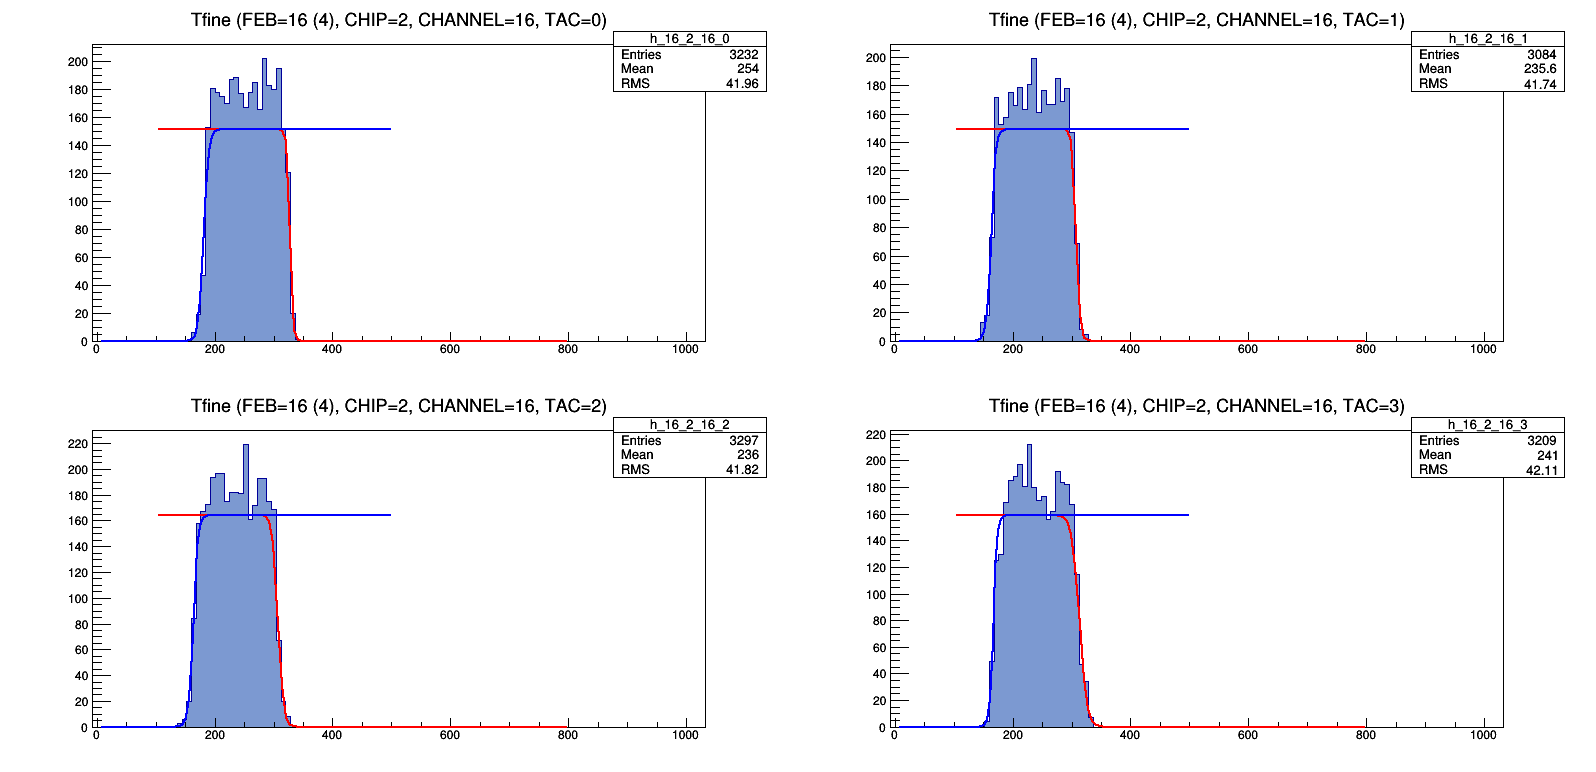 Tfine (FEB=16 (4), CHIP=2, CHANNEL=16, TAC=0)
h_16_2_16_0
Entries 3232
Mean 254
RMS 41.96
200
180
160
140
120
100
80
60
40
20
0
0 200 400 600 800 1000
Tfine (FEB=16 (4), CHIP=2, CHANNEL=16, TAC=1)
h_16_2_16_1
Entries 3084
Mean 235.6
RMS 41.74
200
180
160
140
120
100
80
60
40
20
0
0 200 400 600 800 1000
Tfine (FEB=16 (4), CHIP=2, CHANNEL=16, TAC=2)
h_16_2_16_2
Entries 3297
Mean 236
RMS 41.82
220
200
180
160
140
120
100
80
60
40
20
0
0 200 400 600 800 1000
Tfine (FEB=16 (4), CHIP=2, CHANNEL=16, TAC=3)
h_16_2_16_3
Entries 3209
Mean 241
RMS 42.11
220
200
180
160
140
120
100
80
60
40
20
0
0 200 400 600 800 1000